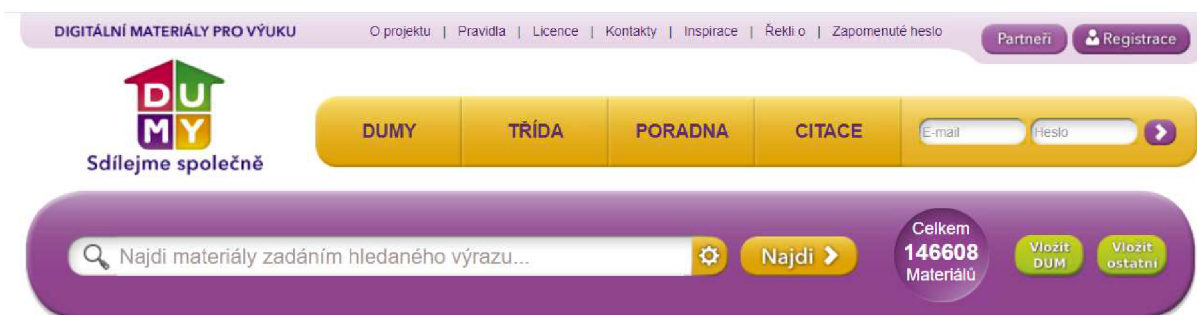 DIGITÁLNÍ MATERIÁLY PRO VÝUKU
O projektu | Pravidla | Licence | Kontakty | Inspirace | Řekli o | Zapomenuté heslo
Partneři
Registrace
DU
MY
Sdílejme společně
DUMY
TŘÍDA
PORADNA
CITACE
E-mail
Heslo
Najdi materiály zadáním hledaného výrazu...
Najdi
Celkem
146608
Materiálů
Vložit
DUM
Vložit
ostatní